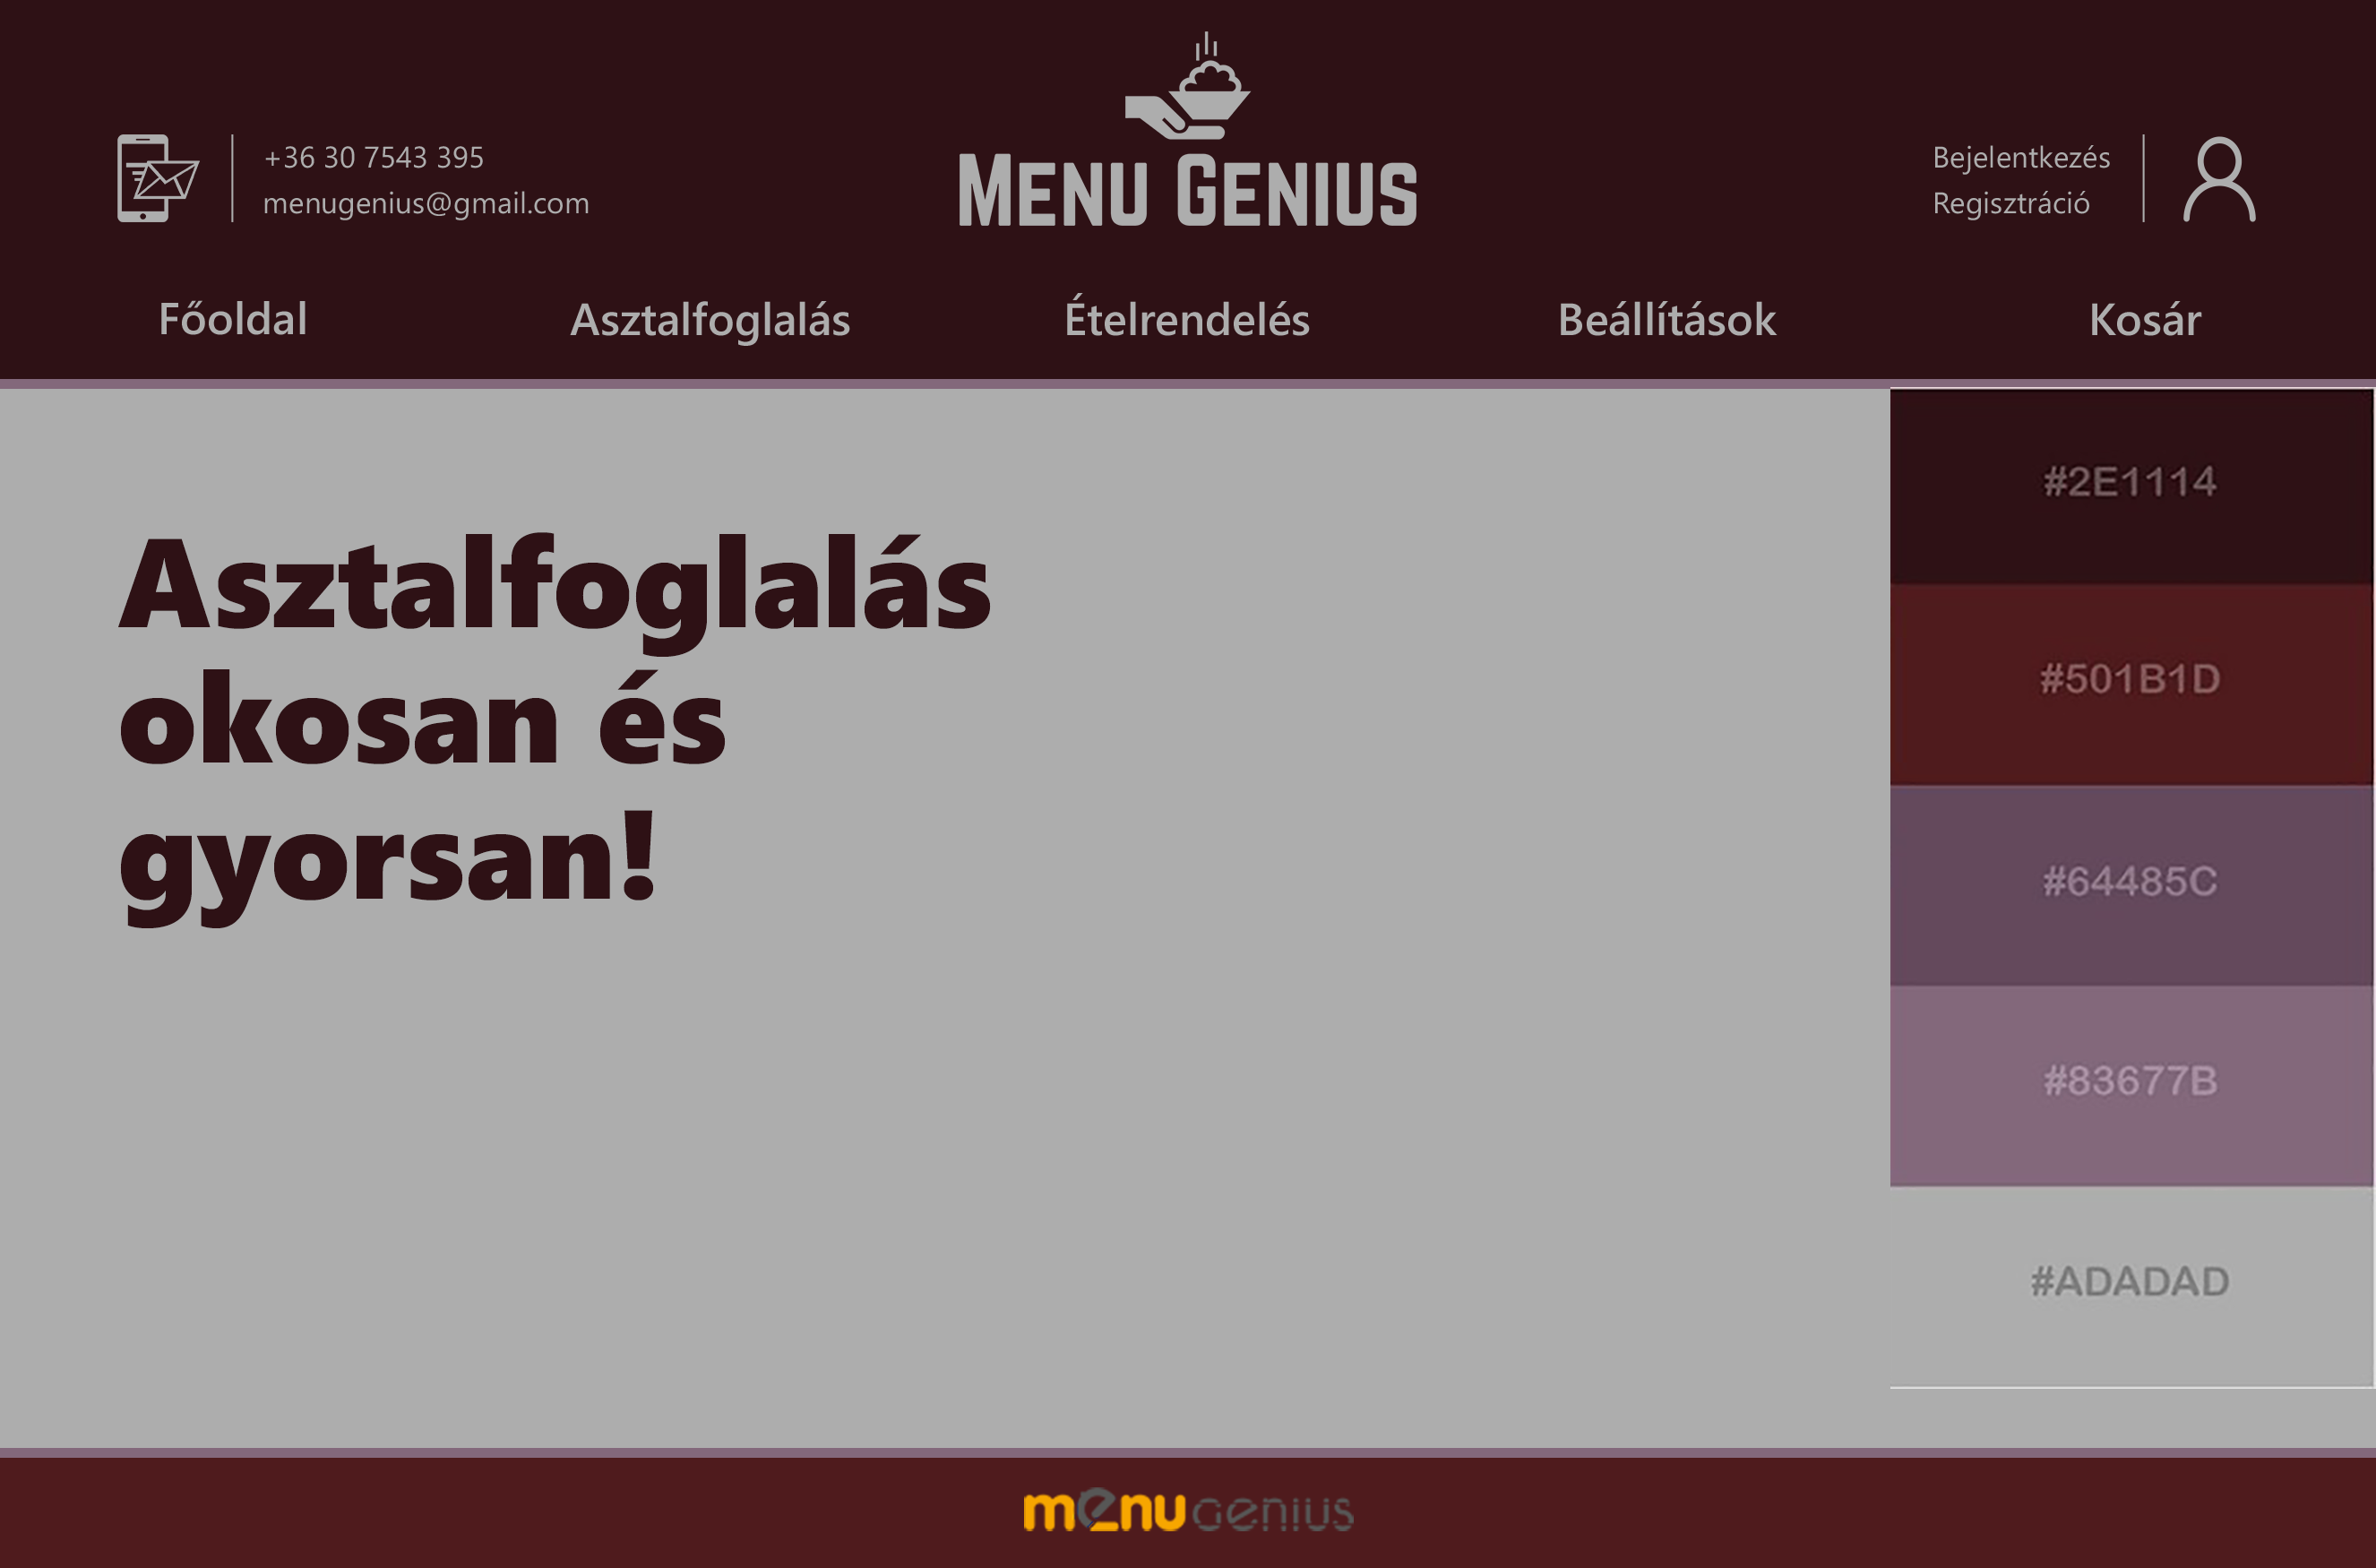 +36 30 7543 395
menugenius@gmail.com
MENU GENIUS
Bejelentkezés
Regisztráció
Főoldal
Asztalfoglalás
Ételrendelés
Beállítások
Kosár
Asztalfoglalás
okosan és
gyorsan!
#2E1114
#501B1D
#64485C
#83677B
#ADADAD
menu genius